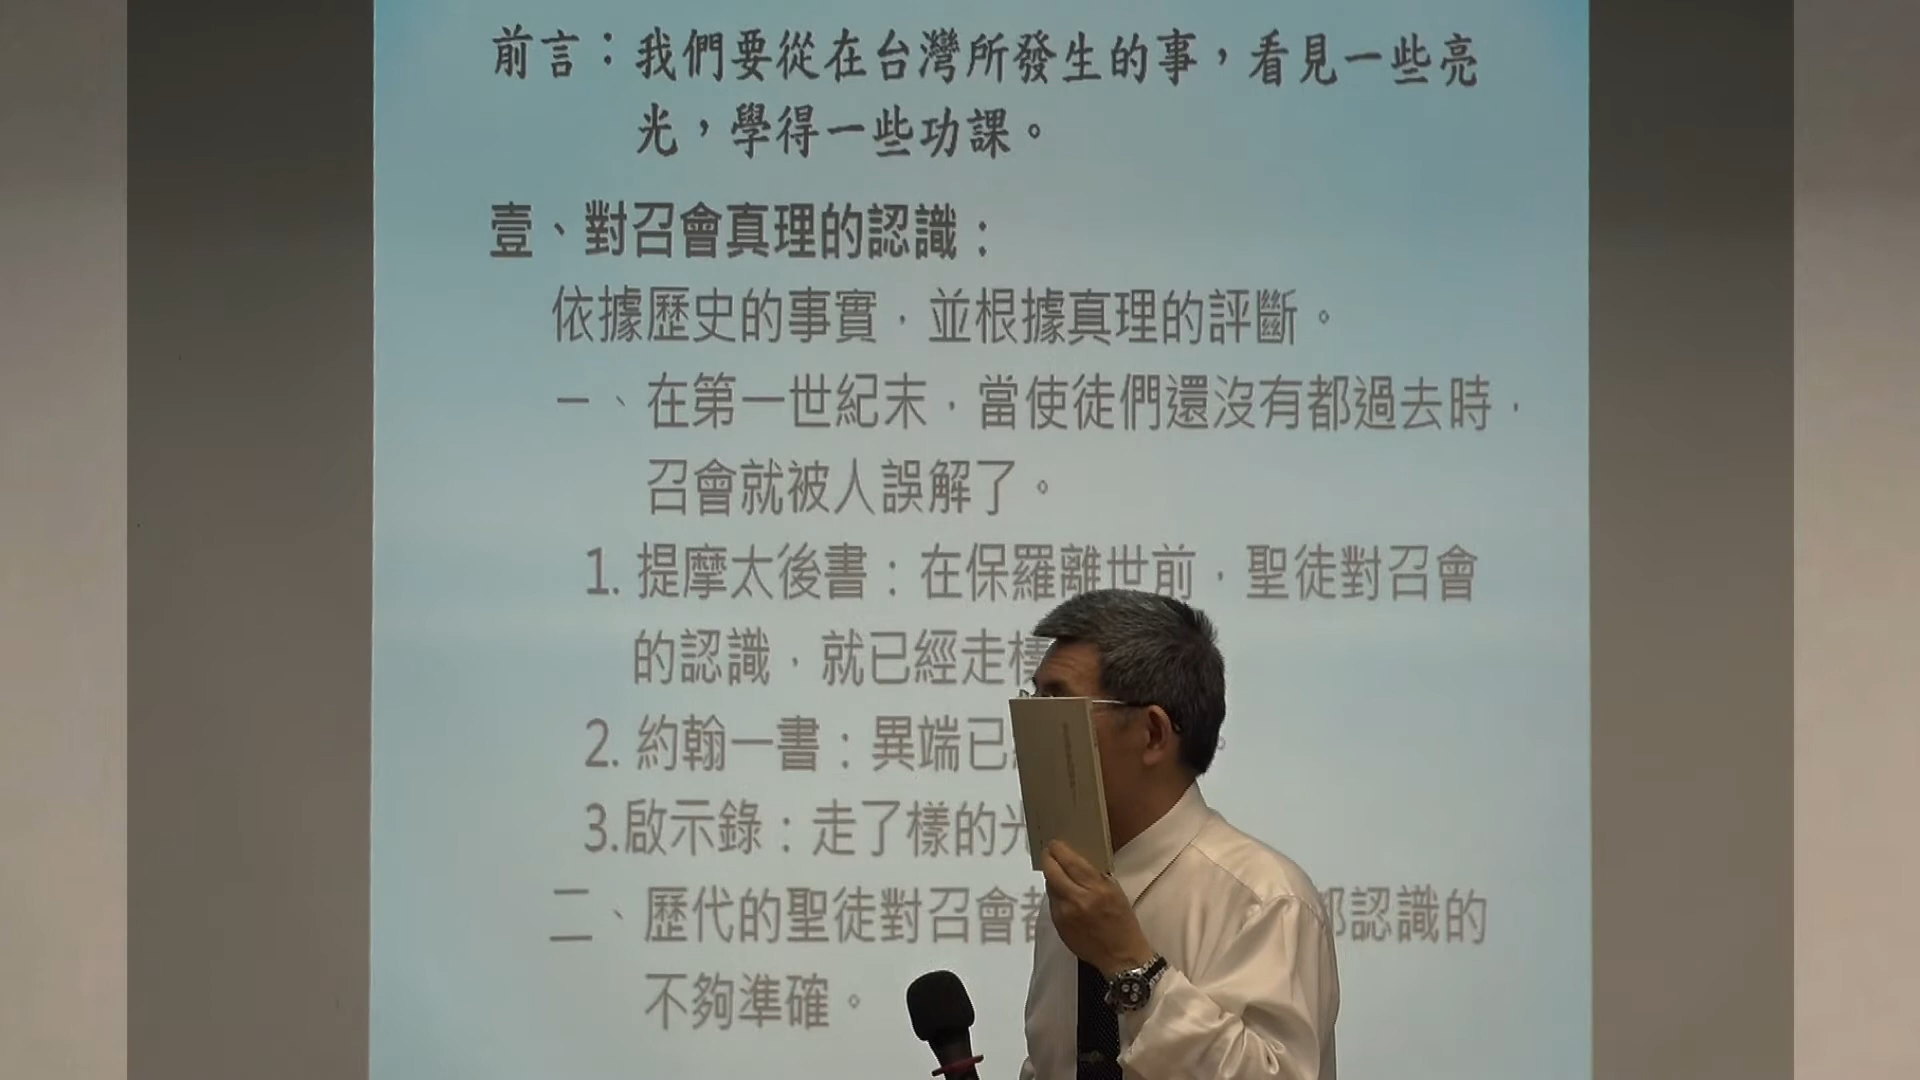 前言：我們要從在台灣所發生的事，看見一些亮
光，學得一些功課。
壹、對召會真理的認識：
依據歷史的事實，並根據真理的評斷。
一、在第一世紀末，當使徒們還沒有都過去時，
召會就被人誤解了。
1. 提摩太後書：在保羅離世前，聖徒對召會
的認識，就已經走樣
2. 約翰一書：異端已
3.啟示錄：走了樣的光
二、歷代的聖徒對召會都 認識的
不夠準確。